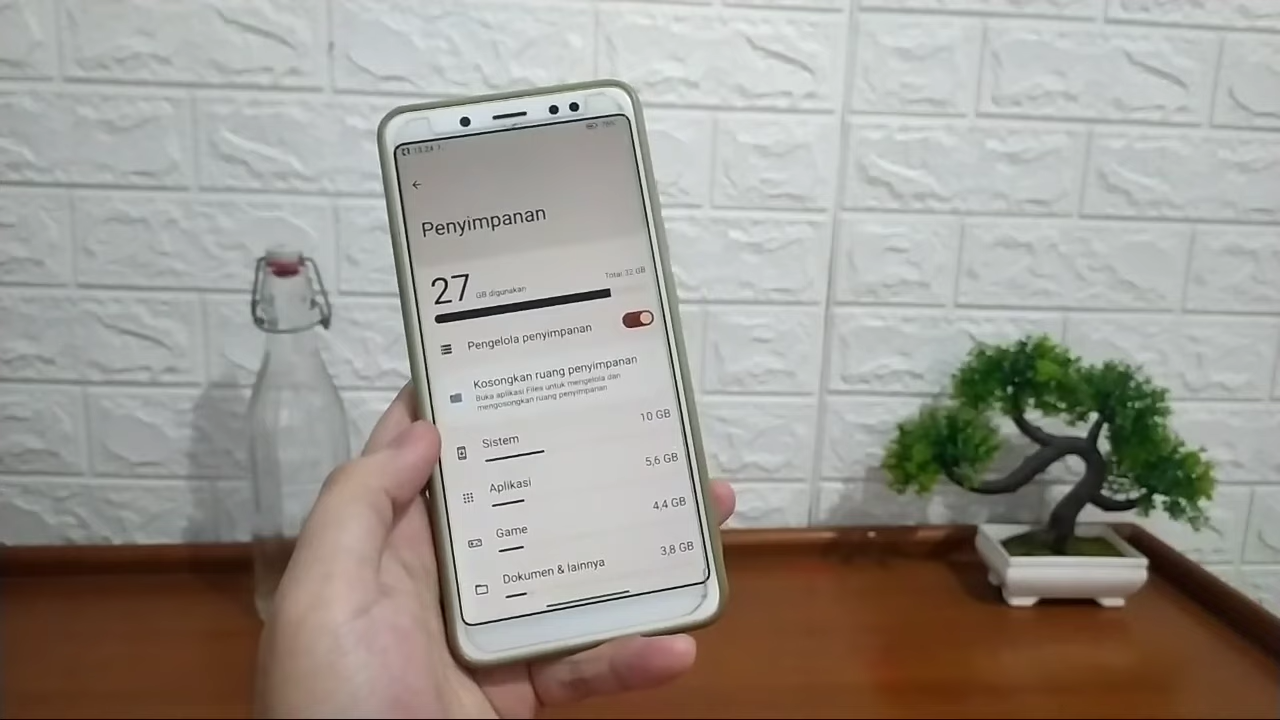 Penyimpanan
27 GB digunakan
Total 32 GB
Pengelola penyimpanan
Kosongkan ruang penyimpanan
Buka aplikasi Files untuk mengelola dan
mengosongkan ruang penyimpanan
Sistem
10 GB
Aplikasi
5,6 GB
Game
4,4 GB
Dokumen & lainnya
3,8 GB